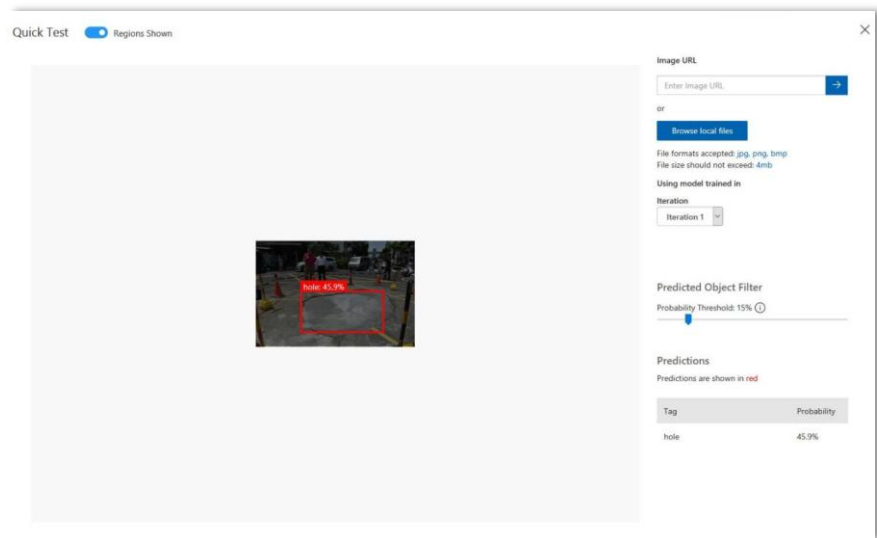 Quick Test Regions Shown
Image URL
Enter Image URL
or
Browse local files
File formats accepted: jpg, png, bmp
File size should not exceed: 4mb
Using model trained in
Iteration
Iteration 1
hole: 45.9%
Predicted Object Filter
Probability Threshold: 15%
Predictions
Predictions are shown in red
Tag Probability
hole 45.9%